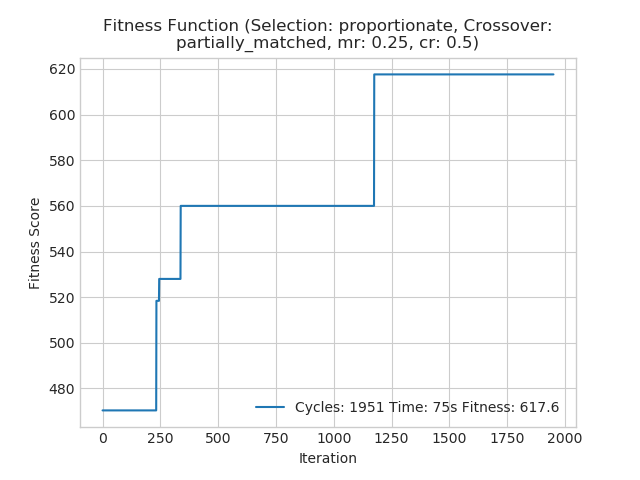 Fitness Function (Selection: proportionate, Crossover:
partially_matched, mr: 0.25, cr: 0.5)
620
600
580
560
540
520
500
480
Fitness Score
Cycles: 1951 Time: 75s Fitness: 617.6
0 250 500 750 1000 1250 1500 1750 2000
Iteration